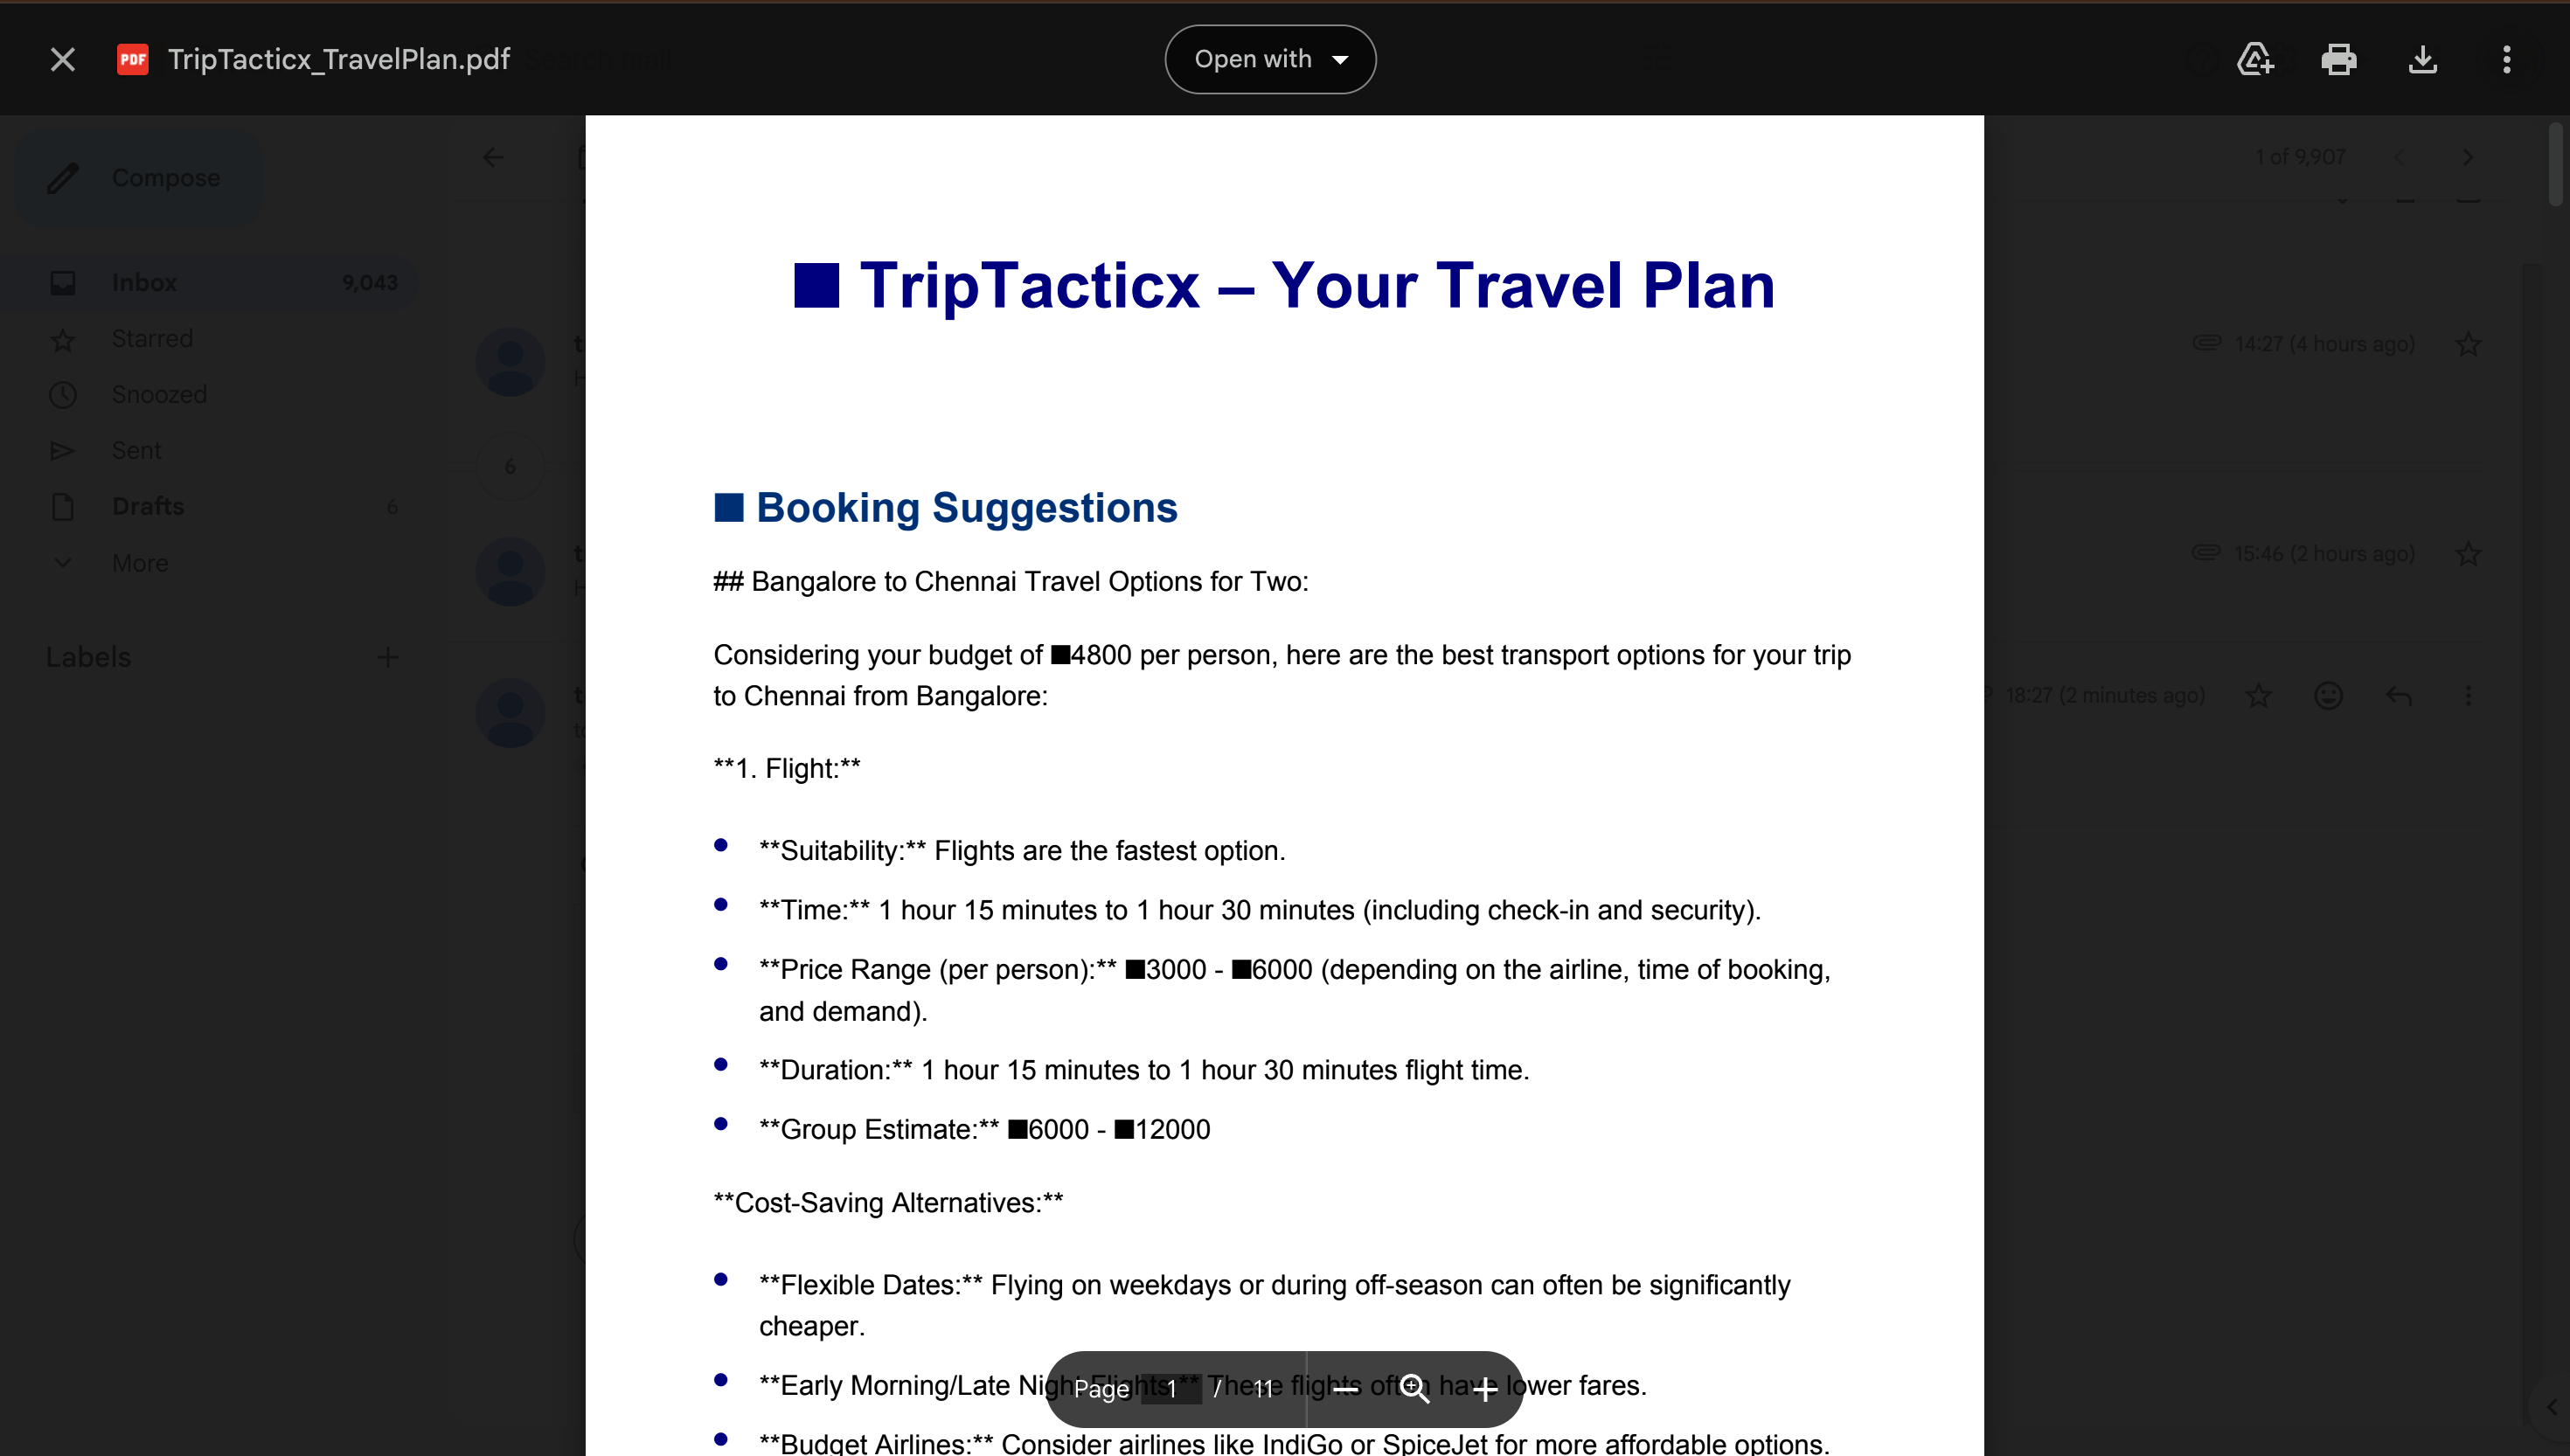 TripTacticx_TravelPlan.pdf
Search mail
Open with
Compose
1 of 9,907
Inbox 9,043
Starred
Snoozed
Sent
Drafts 6
More
Labels
6
14:27 (4 hours ago)
15:46 (2 hours ago)
18:27 (2 minutes ago)
■ TripTacticx – Your Travel Plan
■ Booking Suggestions
## Bangalore to Chennai Travel Options for Two:
Considering your budget of ■4800 per person, here are the best transport options for your trip
to Chennai from Bangalore:
**1. Flight:**
● **Suitability:** Flights are the fastest option.
● **Time:** 1 hour 15 minutes to 1 hour 30 minutes (including check-in and security).
● **Price Range (per person):** ■3000 - ■6000 (depending on the airline, time of booking,
and demand).
● **Duration:** 1 hour 15 minutes to 1 hour 30 minutes flight time.
● **Group Estimate:** ■6000 - ■12000
**Cost-Saving Alternatives:**
● **Flexible Dates:** Flying on weekdays or during off-season can often be significantly
cheaper.
● **Early Morning/Late Night Flights:** These flights often have lower fares.
● **Budget Airlines:** Consider airlines like IndiGo or SpiceJet for more affordable options.
Page 1 / 11